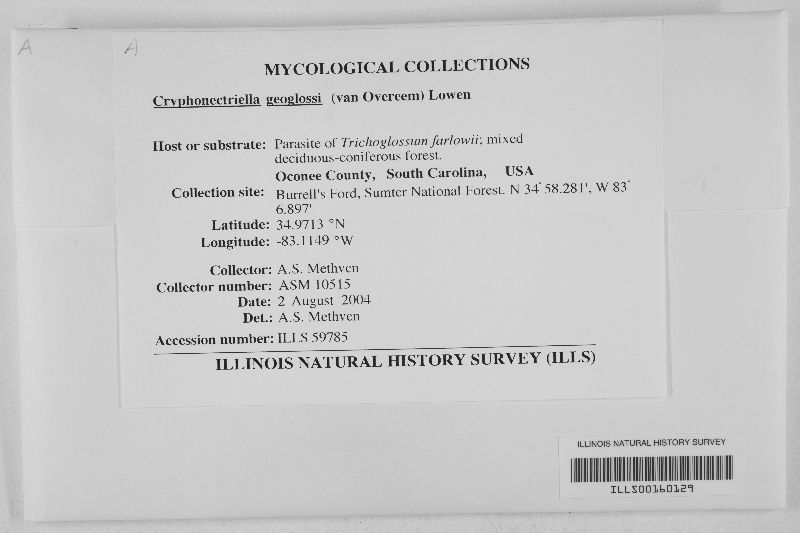 A
A
MYCOLOGICAL COLLECTIONS
Cryphonectriella geoglossi (van Overeem) Lowen
Host or substrate: Parasite of Trichoglossum farlowii; mixed
deciduous-coniferous forest.
Oconee County, South Carolina, USA
Collection site: Burrell's Ford, Sumter National Forest. N 34° 58.281', W 83°
6.897'
Latitude: 34.9713 °N
Longitude: -83.1149 °W
Collector: A.S. Methven
Collector number: ASM 10515
Date: 2 August 2004
Det.: A.S. Methven
Accession number: ILLS 59785
ILLINOIS NATURAL HISTORY SURVEY (ILLS)
ILLINOIS NATURAL HISTORY SURVEY
ILLS00160129